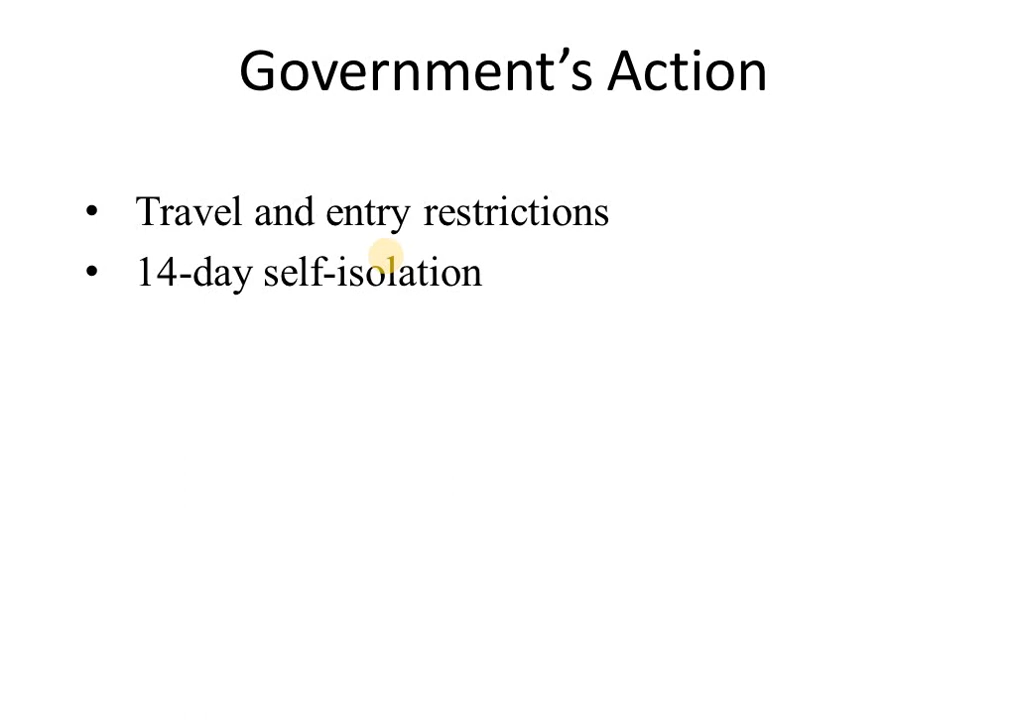 Government’s Action
• Travel and entry restrictions
• 14-day self-isolation